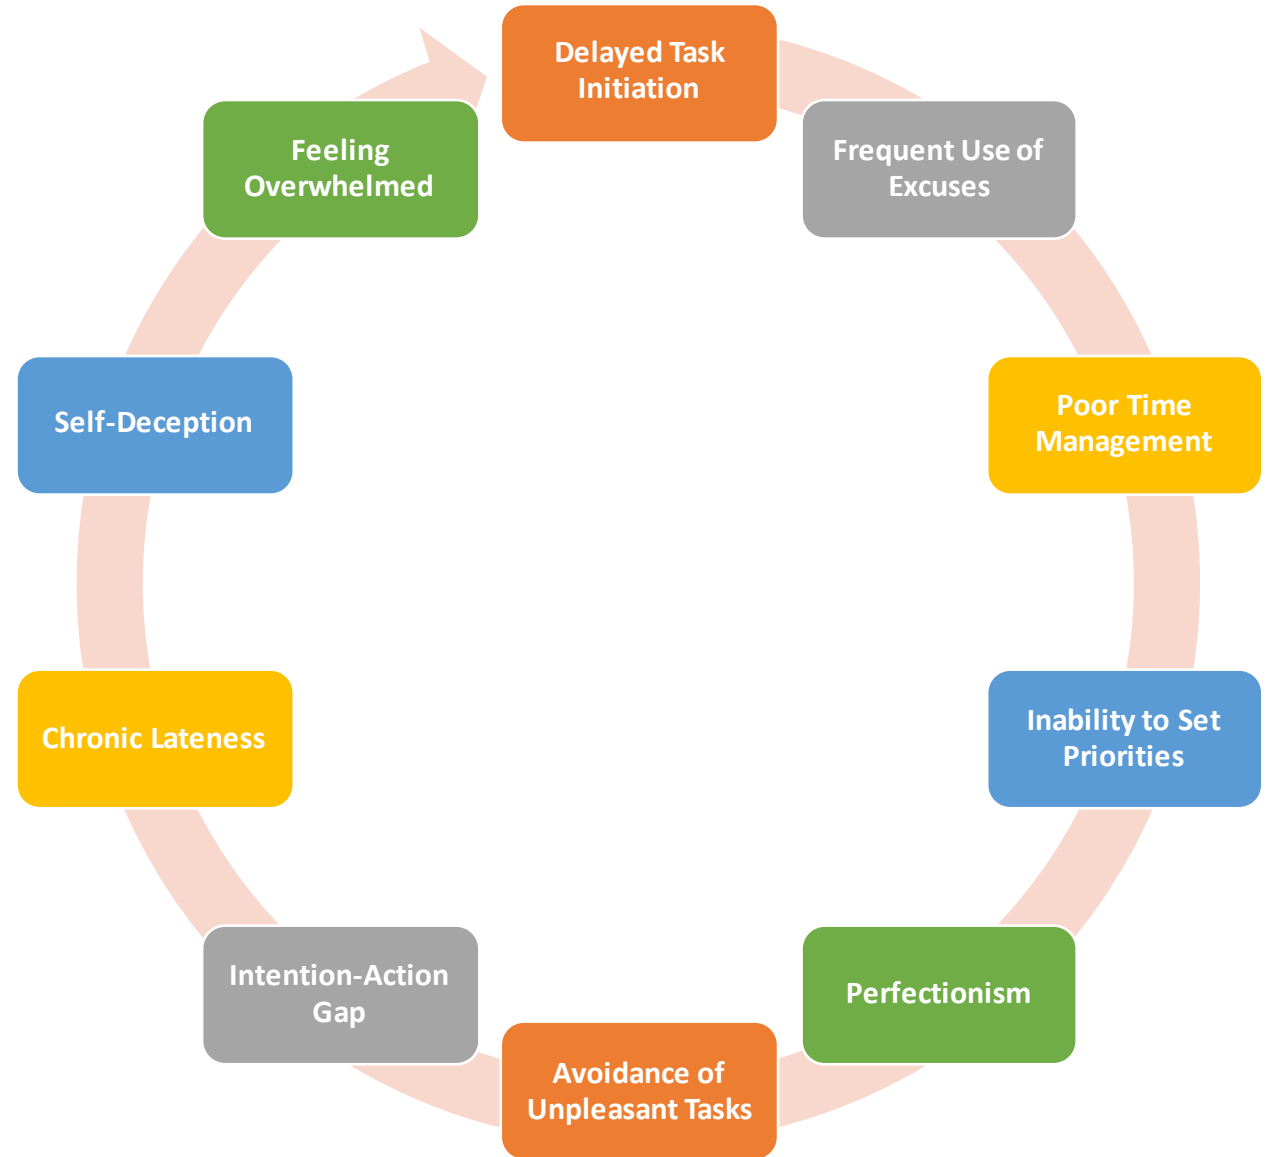 Delayed Task
Initiation
Frequent Use of
Excuses
Poor Time
Management
Inability to Set
Priorities
Perfectionism
Avoidance of
Unpleasant Tasks
Intention-Action
Gap
Chronic Lateness
Self-Deception
Feeling
Overwhelmed